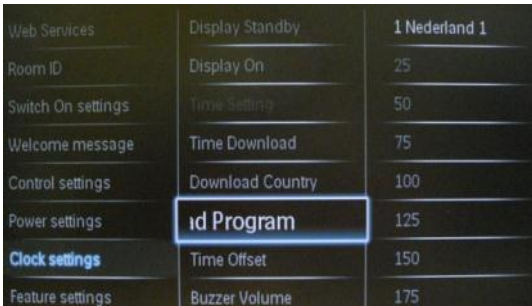 Web Services
Room ID
Switch On settings
Welcome message
Control settings
Power settings
Clock settings
Feature settings
Display Standby
Display On
Time Setting
Time Download
Download Country
ad Program
Time Offset
Buzzer Volume
1 Nederland 1
25
50
75
100
125
150
175